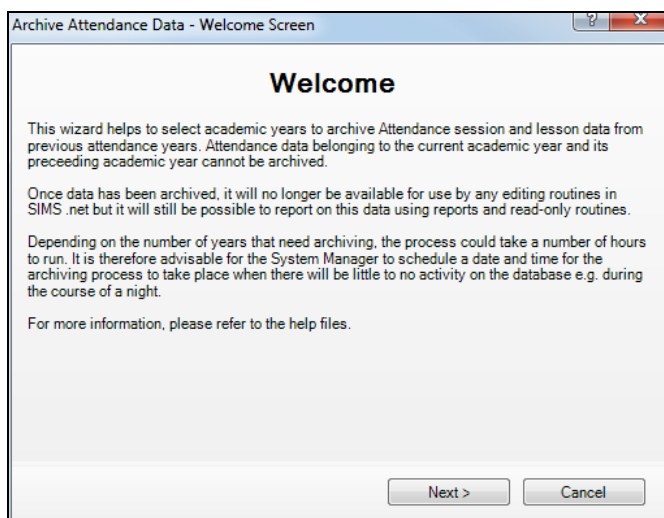 Archive Attendance Data - Welcome Screen
?
X
Welcome
This wizard helps to select academic years to archive Attendance session and lesson data from
previous attendance years. Attendance data belonging to the current academic year and its
preceeding academic year cannot be archived.
Once data has been archived, it will no longer be available for use by any editing routines in
SIMS .net but it will still be possible to report on this data using reports and read-only routines.
Depending on the number of years that need archiving, the process could take a number of hours
to run. It is therefore advisable for the System Manager to schedule a date and time for the
archiving process to take place when there will be little to no activity on the database e.g. during
the course of a night.
For more information, please refer to the help files.
Next >
Cancel